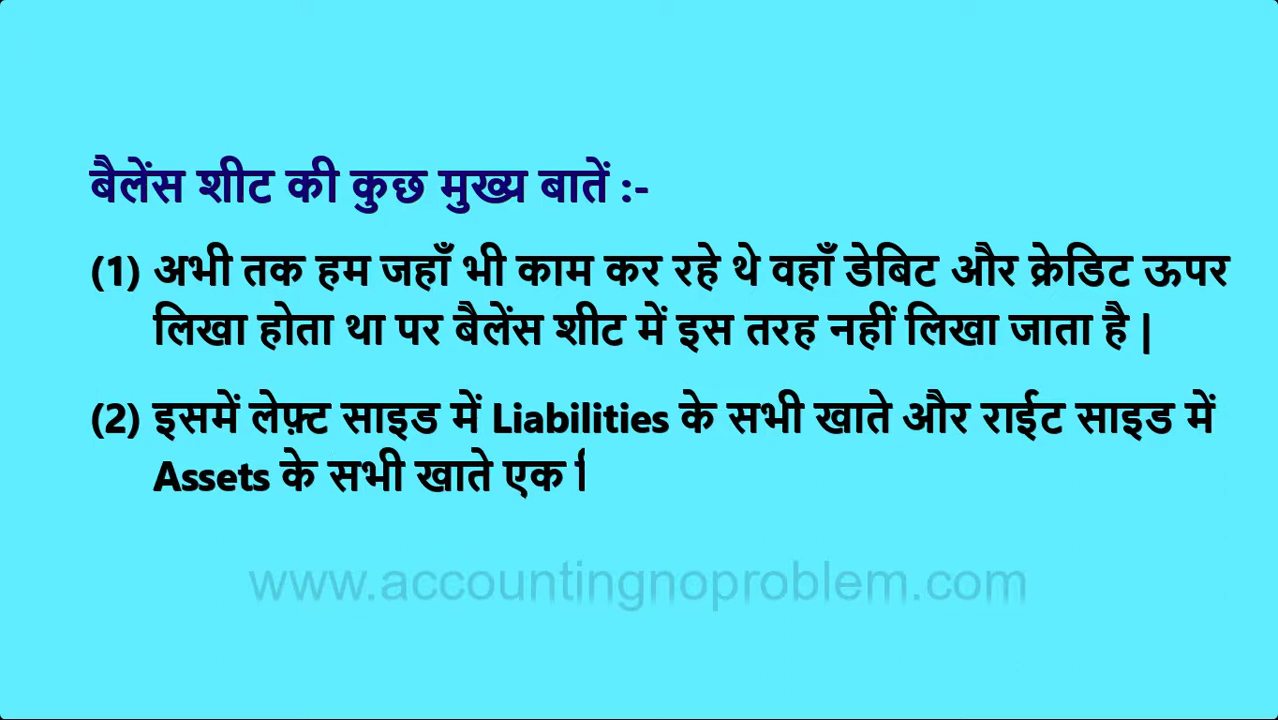 बैलेंस शीट की कुछ मुख्य बातें :-
(1) अभी तक हम जहाँ भी काम कर रहे थे वहाँ डेबिट और क्रेडिट ऊपर
लिखा होता था पर बैलेंस शीट में इस तरह नहीं लिखा जाता है |
(2) इसमें लेफ़्ट साइड में Liabilities के सभी खाते और राईट साइड में
Assets के सभी खाते एक
www.accountingnoproblem.com